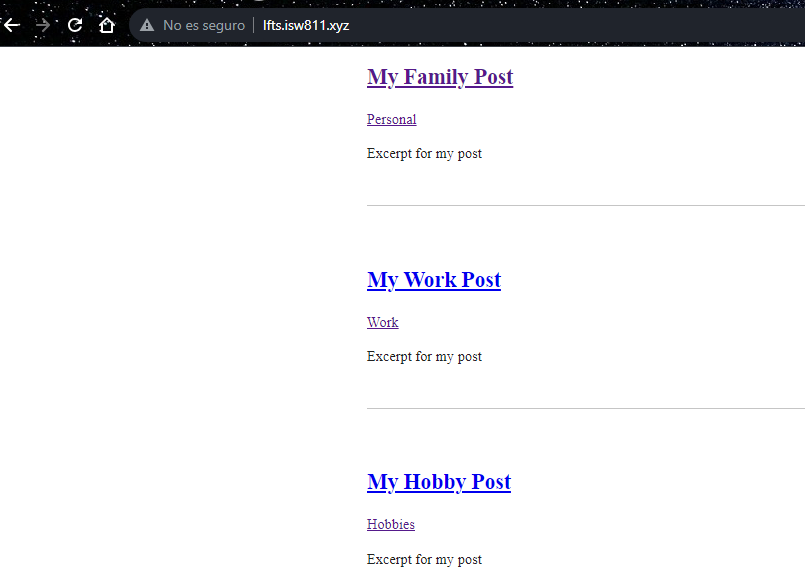 No es seguro | lfts.isw811.xyz
My Family Post
Personal
Excerpt for my post
My Work Post
Work
Excerpt for my post
My Hobby Post
Hobbies
Excerpt for my post